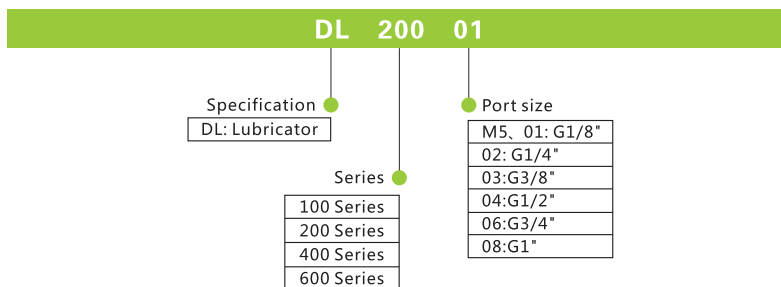 DL 200 01
Specification
DL: Lubricator
Series
100 Series
200 Series
400 Series
600 Series
Port size
M5、01: G1/8"
02: G1/4"
03:G3/8"
04:G1/2"
06:G3/4"
08:G1"